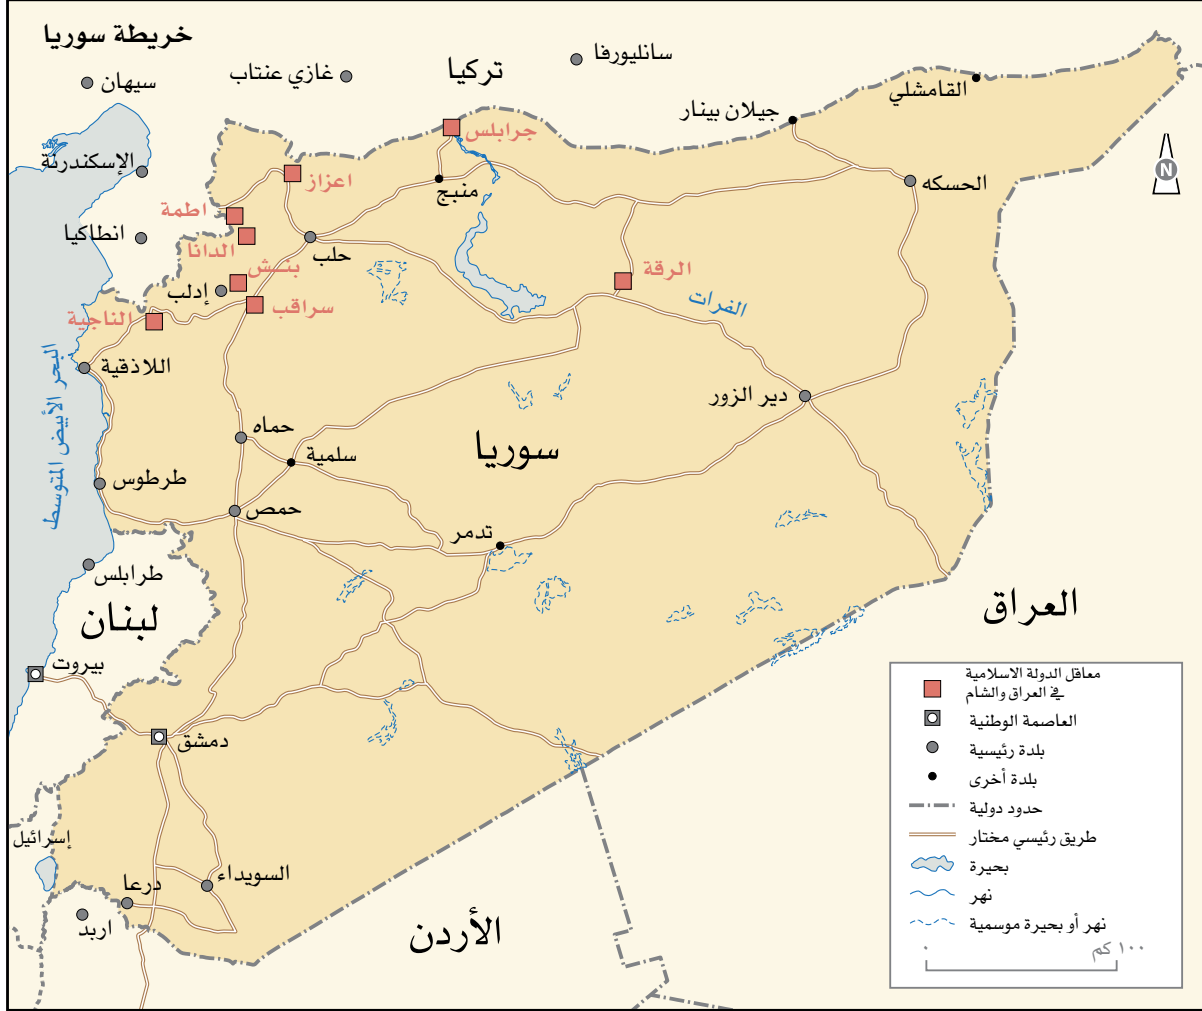 خريطة سوريا
سيهان
غازي عنتاب
تركيا
سانليورفا
القامشلي
جيلان بينار
جرابلس
الإسكندرية
اعزاز
منبج
الحسكه
اطمة
انطاكيا
الدانا
حلب
بنــش
الرقة
إدلب
سراقب
الفرات
الناجية
اللاذقية
البحر الأبيض المتوسط
دير الزور
حماه
سوريا
سلمية
طرطوس
حمص
تدمر
طرابلس
لبنان
العراق
بيروت
دمشق
إسرائيل
السويداء
درعا
اربد
الأردن
معاقل الدولة الاسلامية
في العراق والشام
العاصمة الوطنية
بلدة رئيسية
بلدة أخرى
حدود دولية
طريق رئيسي مختار
بحيرة
نهر
نهر أو بحيرة موسمية
٠ ١٠٠ كم
N